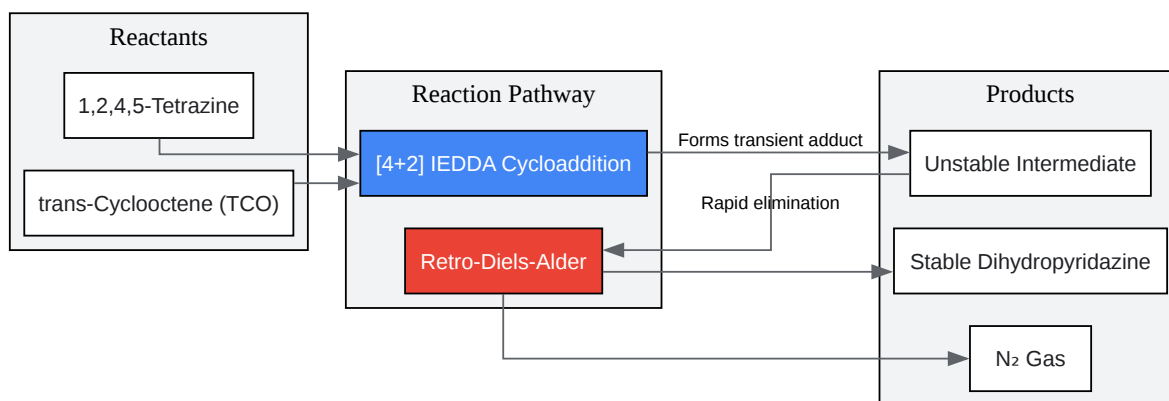 Reactants
1,2,4,5-Tetrazine
trans-Cyclooctene (TCO)
Reaction Pathway
[4+2] IEDDA Cycloaddition
Retro-Diels-Alder
Forms transient adduct
Rapid elimination
Products
Unstable Intermediate
Stable Dihydropyridazine
N₂ Gas